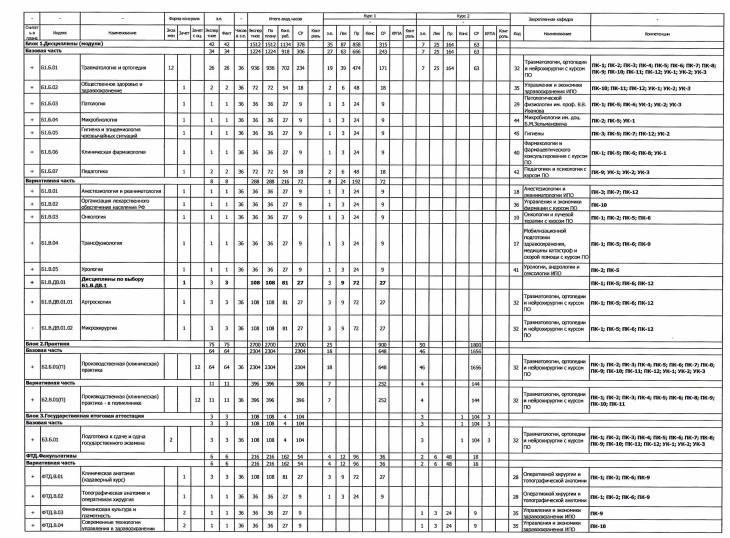 - - - Форма контроля з.е. - Итого акад.часов Курс 1 Курс 2 Закрепленная кафедра -
Считать в плане Индекс Наименование Экзамен Зачет Зачет с оц. Экспертное Факт Часов в з.е. Экспертное По плану Конт. раб. СР Контроль з.е. Лек Пр Конс СР КРТА Контроль з.е. Лек Пр Конс СР КРТА Контроль Код Наименование Компетенции
Блок 1.Дисциплины (модули) 42 42 1512 1512 1134 378 35 87 858 315 7 25 164 63
Базовая часть 34 34 1224 1224 918 306 27 63 666 243 7 25 164 63
+ Б1.Б.01 Травматология и ортопедия 12 26 26 36 936 936 702 234 19 39 474 171 7 25 164 63 32 Травматологии, ортопедии и нейрохирургии с курсом ПО ПК-1; ПК-2; ПК-3; ПК-4; ПК-5; ПК-6; ПК-7; ПК-8; ПК-9; ПК-10; ПК-11; ПК-12; УК-1; УК-2; УК-3
+ Б1.Б.02 Общественное здоровье и здравоохранение 1 2 2 36 72 72 54 18 2 6 48 18 35 Управления и экономики здравоохранения ИПО ПК-10; ПК-11; ПК-12; УК-1; УК-2; УК-3
+ Б1.Б.03 Патология 1 1 1 36 36 36 27 9 1 3 24 9 29 Патологической физиологии им. проф. В.В. Иванова ПК-1; ПК-5; ПК-6; УК-1; УК-2; УК-3
+ Б1.Б.04 Микробиология 1 1 1 36 36 36 27 9 1 3 24 9 44 Микробиологии им. доц. Б.М.Зельмановича ПК-2; ПК-5; УК-1
+ Б1.Б.05 Гигиена и эпидемиология чрезвычайных ситуаций 1 1 1 36 36 36 27 9 1 3 24 9 45 Гигиены ПК-3; ПК-5; ПК-7; ПК-12; УК-2
+ Б1.Б.06 Клиническая фармакология 1 1 1 36 36 36 27 9 1 3 24 9 40 Фармакологии и фармацевтического консультирования с курсом ПО ПК-1; ПК-5; ПК-6; ПК-8; УК-1
+ Б1.Б.07 Педагогика 1 2 2 36 72 72 54 18 2 6 48 18 42 Педагогики и психологии с курсом ПО ПК-9; УК-1; УК-2; УК-3
Вариативная часть 8 8 288 288 216 72 8 24 192 72
+ Б1.В.01 Анестезиология и реаниматология 1 1 1 36 36 36 27 9 1 3 24 9 18 Анестезиологии и реаниматологии ИПО ПК-3; ПК-7; ПК-12
+ Б1.В.02 Организация лекарственного обеспечения населения РФ 1 1 1 36 36 36 27 9 1 3 24 9 36 Управления и экономики фармации с курсом ПО ПК-10
+ Б1.В.03 Онкология 1 1 1 36 36 36 27 9 1 3 24 9 10 Онкологии и лучевой терапии с курсом ПО ПК-1; ПК-2; ПК-5; ПК-6
+ Б1.В.04 Трансфузиология 1 1 1 36 36 36 27 9 1 3 24 9 17 Мобилизационной подготовки здравоохранения, медицины катастроф и скорой помощи с курсом ПО ПК-1; ПК-5; ПК-6; ПК-9
+ Б1.В.05 Урология 1 1 1 36 36 36 27 9 1 3 24 9 41 Урологии, андрологии и сексологии ИПО ПК-2; ПК-5
+ Б1.В.ДВ.01 Дисциплины по выбору Б1.В.ДВ.1 1 3 3 108 108 81 27 3 9 72 27 ПК-1; ПК-5; ПК-6; ПК-12
+ Б1.В.ДВ.01.01 Артроскопия 1 3 3 36 108 108 81 27 3 9 72 27 32 Травматологии, ортопедии и нейрохирургии с курсом ПО ПК-1; ПК-5; ПК-6; ПК-12
- Б1.В.ДВ.01.02 Микрохирургия 1 3 3 36 108 108 81 27 3 9 72 27 32 Травматологии, ортопедии и нейрохирургии с курсом ПО ПК-1; ПК-5; ПК-6; ПК-12
Блок 2.Практики 75 75 2700 2700 2700 25 900 50 1800
Базовая часть 64 64 2304 2304 2304 18 648 46 1656
+ Б2.Б.01(П) Производственная (клиническая) практика 12 64 64 36 2304 2304 2304 18 648 46 1656 32 Травматологии, ортопедии и нейрохирургии с курсом ПО ПК-1; ПК-2; ПК-3; ПК-4; ПК-5; ПК-6; ПК-7; ПК-8; ПК-9; ПК-10; ПК-11; ПК-12; УК-1; УК-2; УК-3
Вариативная часть 11 11 396 396 396 7 252 4 144
+ Б2.В.01(П) Производственная (клиническая) практика - в поликлинике 12 11 11 36 396 396 396 7 252 4 144 32 Травматологии, ортопедии и нейрохирургии с курсом ПО ПК-1; ПК-2; ПК-3; ПК-4; ПК-5; ПК-6; ПК-8; ПК-9; ПК-10; ПК-11
Блок 3.Государственная итоговая аттестация 3 3 108 108 4 104 3 1 104 3
Базовая часть 3 3 108 108 4 104 3 1 104 3
+ Б3.Б.01 Подготовка к сдаче и сдача государственного экзамена 2 3 3 36 108 108 4 104 3 1 104 3 32 Травматологии, ортопедии и нейрохирургии с курсом ПО ПК-1; ПК-2; ПК-3; ПК-4; ПК-5; ПК-6; ПК-7; ПК-8; ПК-9; ПК-10; ПК-11; ПК-12; УК-1; УК-2; УК-3
ФТД.Факультативы 6 6 216 216 162 54 4 12 96 36 2 6 48 18
Вариативная часть 6 6 216 216 162 54 4 12 96 36 2 6 48 18
+ ФТД.В.01 Клиническая анатомия (кадаверный курс) 1 3 3 36 108 108 81 27 3 9 72 27 28 Оперативной хирургии и топографической анатомии ПК-1; ПК-2; ПК-6; ПК-9
+ ФТД.В.02 Топографическая анатомия и оперативная хирургия 1 1 1 36 36 36 27 9 1 3 24 9 28 Оперативной хирургии и топографической анатомии ПК-1; ПК-2; ПК-6; ПК-9
+ ФТД.В.03 Финансовая культура и грамотность 2 1 1 36 36 36 27 9 1 3 24 9 35 Управления и экономики здравоохранения ИПО ПК-9
+ ФТД.В.04 Современные технологии управления в здравоохранении 2 1 1 36 36 36 27 9 1 3 24 9 35 Управления и экономики здравоохранения ИПО ПК-10